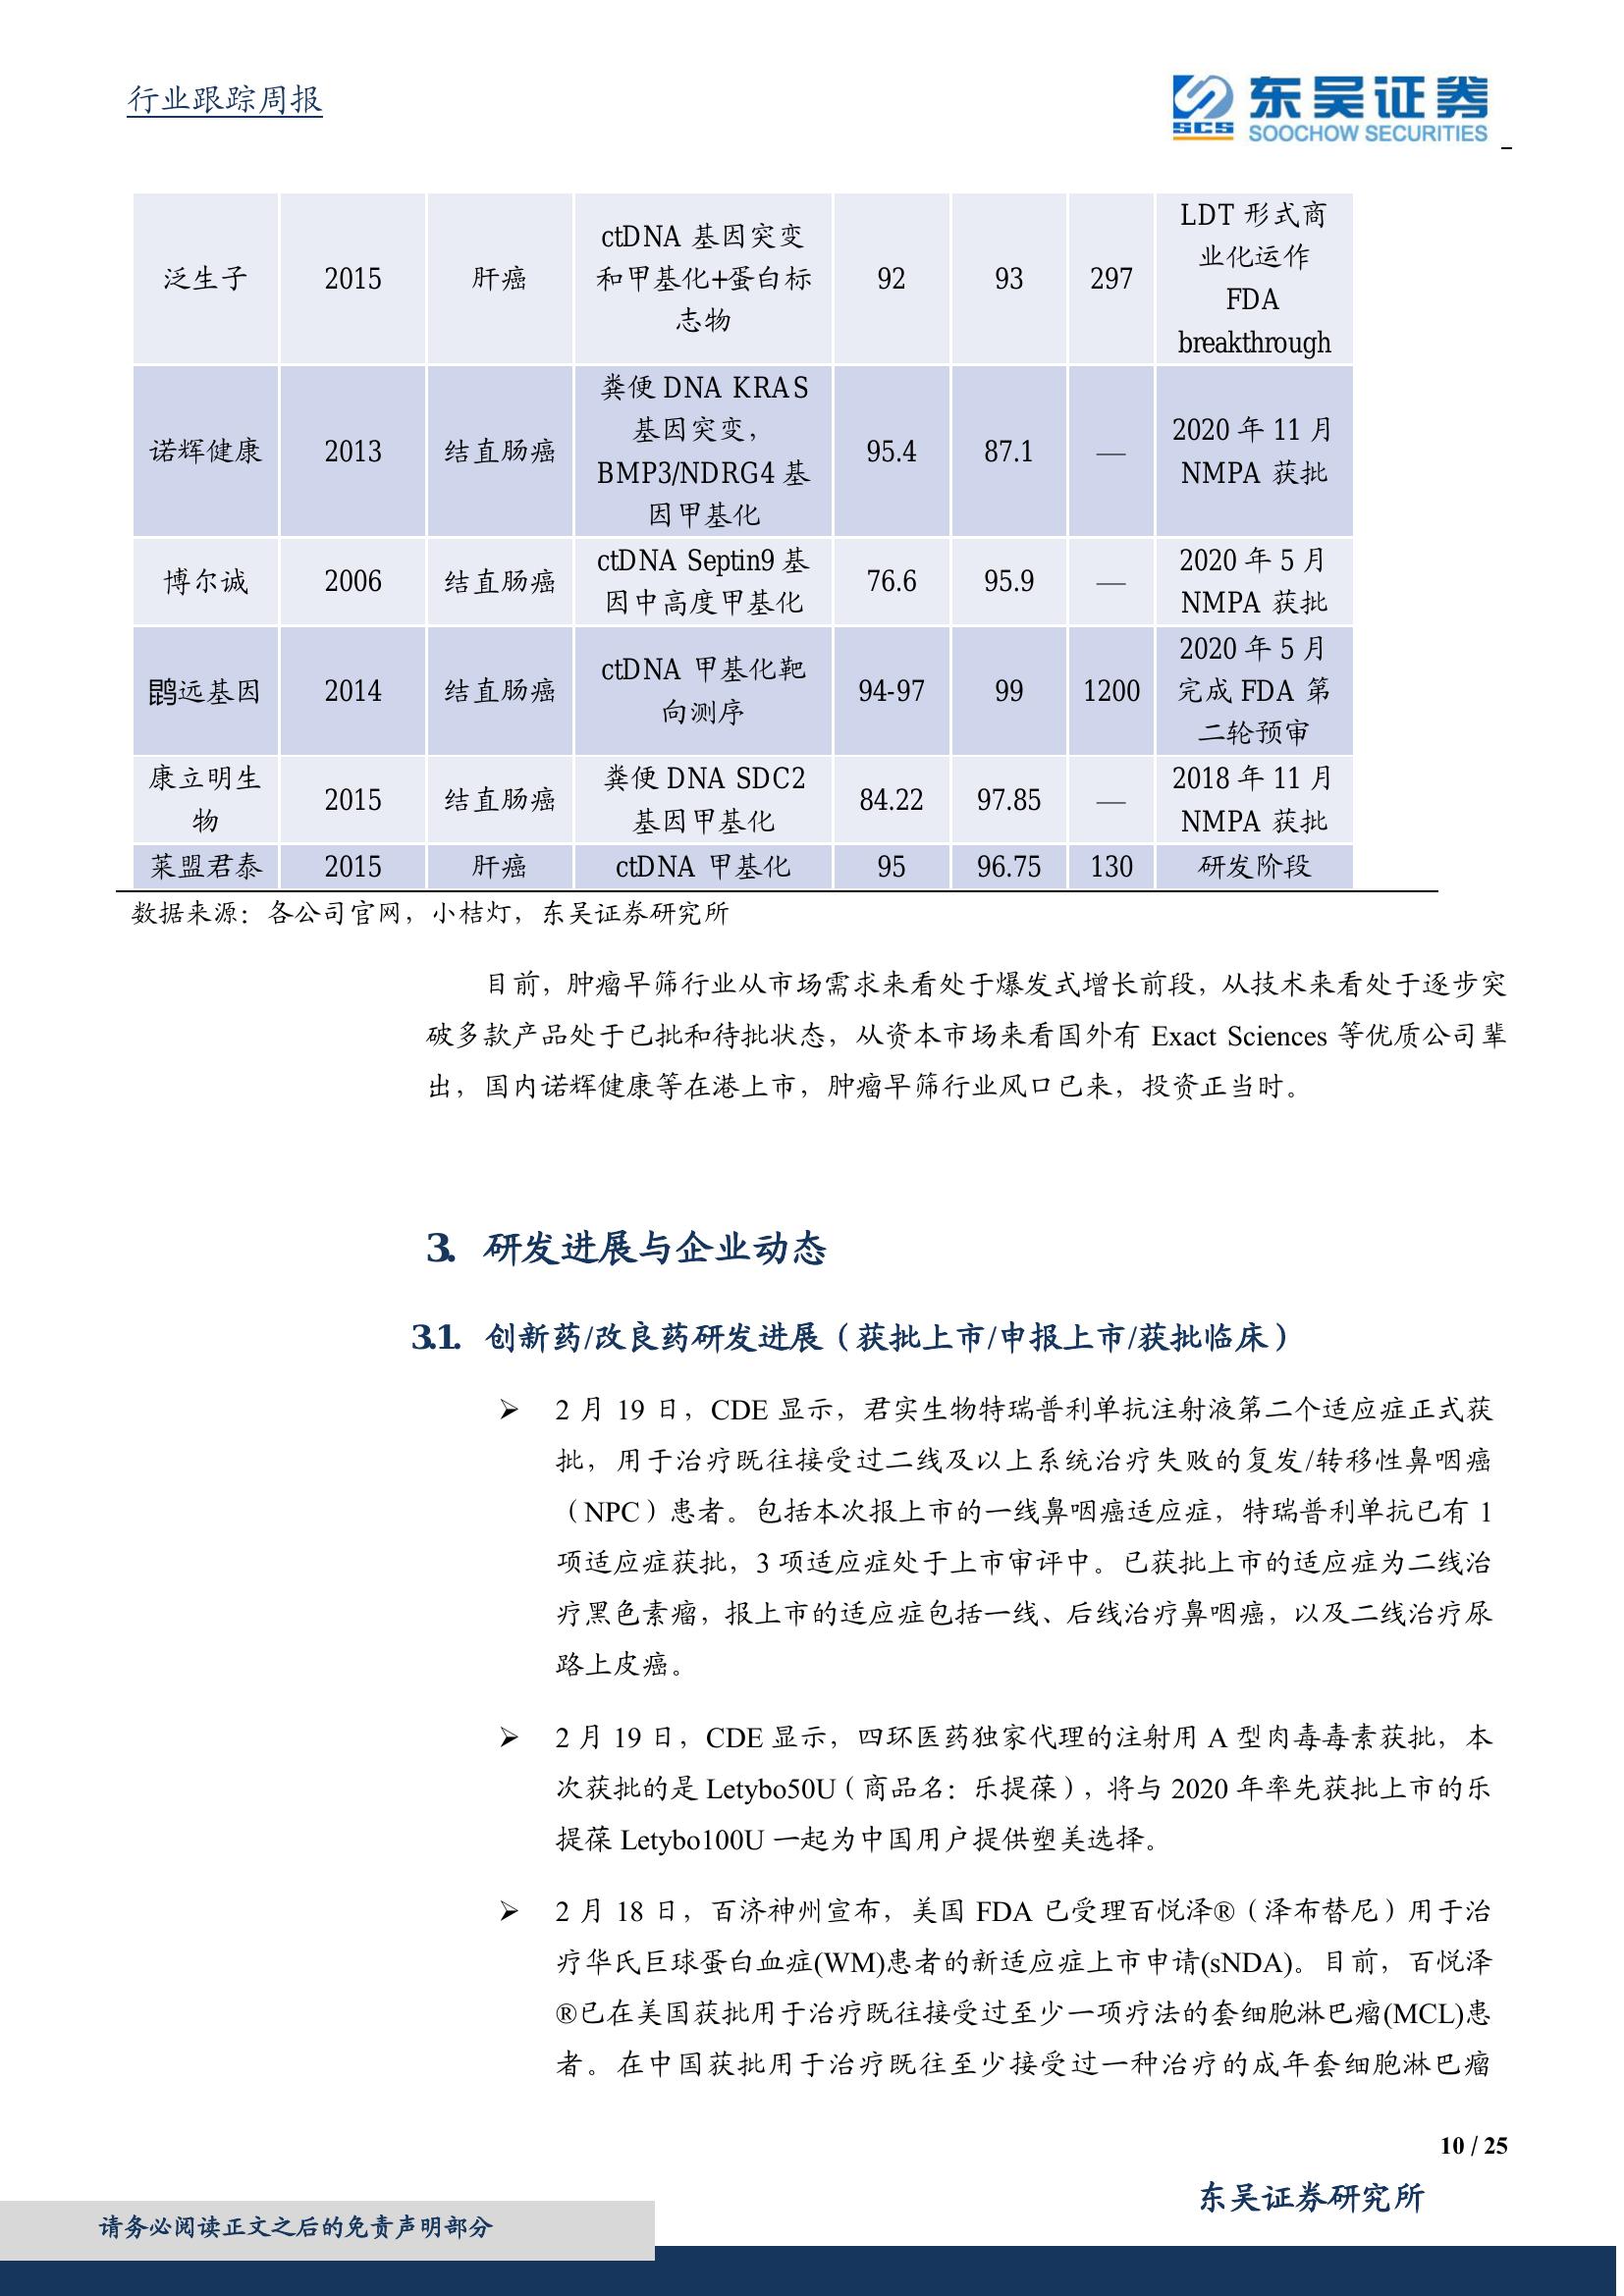 行业跟踪周报
SCS 东吴证券
SOOCHOW SECURITIES
泛生子 2015 肝癌 ctDNA 基因突变和甲基化+蛋白标志物 92 93 297 LDT 形式商业化运作 FDA breakthrough
诺辉健康 2013 结直肠癌 粪便 DNA KRAS 基因突变，BMP3/NDRG4 基因甲基化 95.4 87.1 — 2020 年 11 月 NMPA 获批
博尔诚 2006 结直肠癌 ctDNA Septin9 基因中高度甲基化 76.6 95.9 — 2020 年 5 月 NMPA 获批
鹍远基因 2014 结直肠癌 ctDNA 甲基化靶向测序 94-97 99 1200 2020 年 5 月完成 FDA 第二轮预审
康立明生物 2015 结直肠癌 粪便 DNA SDC2 基因甲基化 84.22 97.85 — 2018 年 11 月 NMPA 获批
莱盟君泰 2015 肝癌 ctDNA 甲基化 95 96.75 130 研发阶段
数据来源：各公司官网，小桔灯，东吴证券研究所
目前，肿瘤早筛行业从市场需求来看处于爆发式增长前段，从技术来看处于逐步突
破多款产品处于已批和待批状态，从资本市场来看国外有 Exact Sciences 等优质公司辈
出，国内诺辉健康等在港上市，肿瘤早筛行业风口已来，投资正当时。
3. 研发进展与企业动态
3.1. 创新药/改良药研发进展（获批上市/申报上市/获批临床）
➢ 2 月 19 日，CDE 显示，君实生物特瑞普利单抗注射液第二个适应症正式获
批，用于治疗既往接受过二线及以上系统治疗失败的复发/转移性鼻咽癌
（NPC）患者。包括本次报上市的一线鼻咽癌适应症，特瑞普利单抗已有 1
项适应症获批，3 项适应症处于上市审评中。已获批上市的适应症为二线治
疗黑色素瘤，报上市的适应症包括一线、后线治疗鼻咽癌，以及二线治疗尿
路上皮癌。
➢ 2 月 19 日，CDE 显示，四环医药独家代理的注射用 A 型肉毒毒素获批，本
次获批的是 Letybo50U（商品名：乐提葆），将与 2020 年率先获批上市的乐
提葆 Letybo100U 一起为中国用户提供塑美选择。
➢ 2 月 18 日，百济神州宣布，美国 FDA 已受理百悦泽®（泽布替尼）用于治
疗华氏巨球蛋白血症(WM)患者的新适应症上市申请(sNDA)。目前，百悦泽
®已在美国获批用于治疗既往接受过至少一项疗法的套细胞淋巴瘤(MCL)患
者。在中国获批用于治疗既往至少接受过一种治疗的成年套细胞淋巴瘤
10 / 25
东吴证券研究所
请务必阅读正文之后的免责声明部分